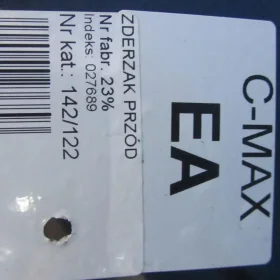 C-MAX
EA
ZDERZAK PRZÓD
Nr fabr. 23%
Indeks: 027689
Nr kat.: 142/122